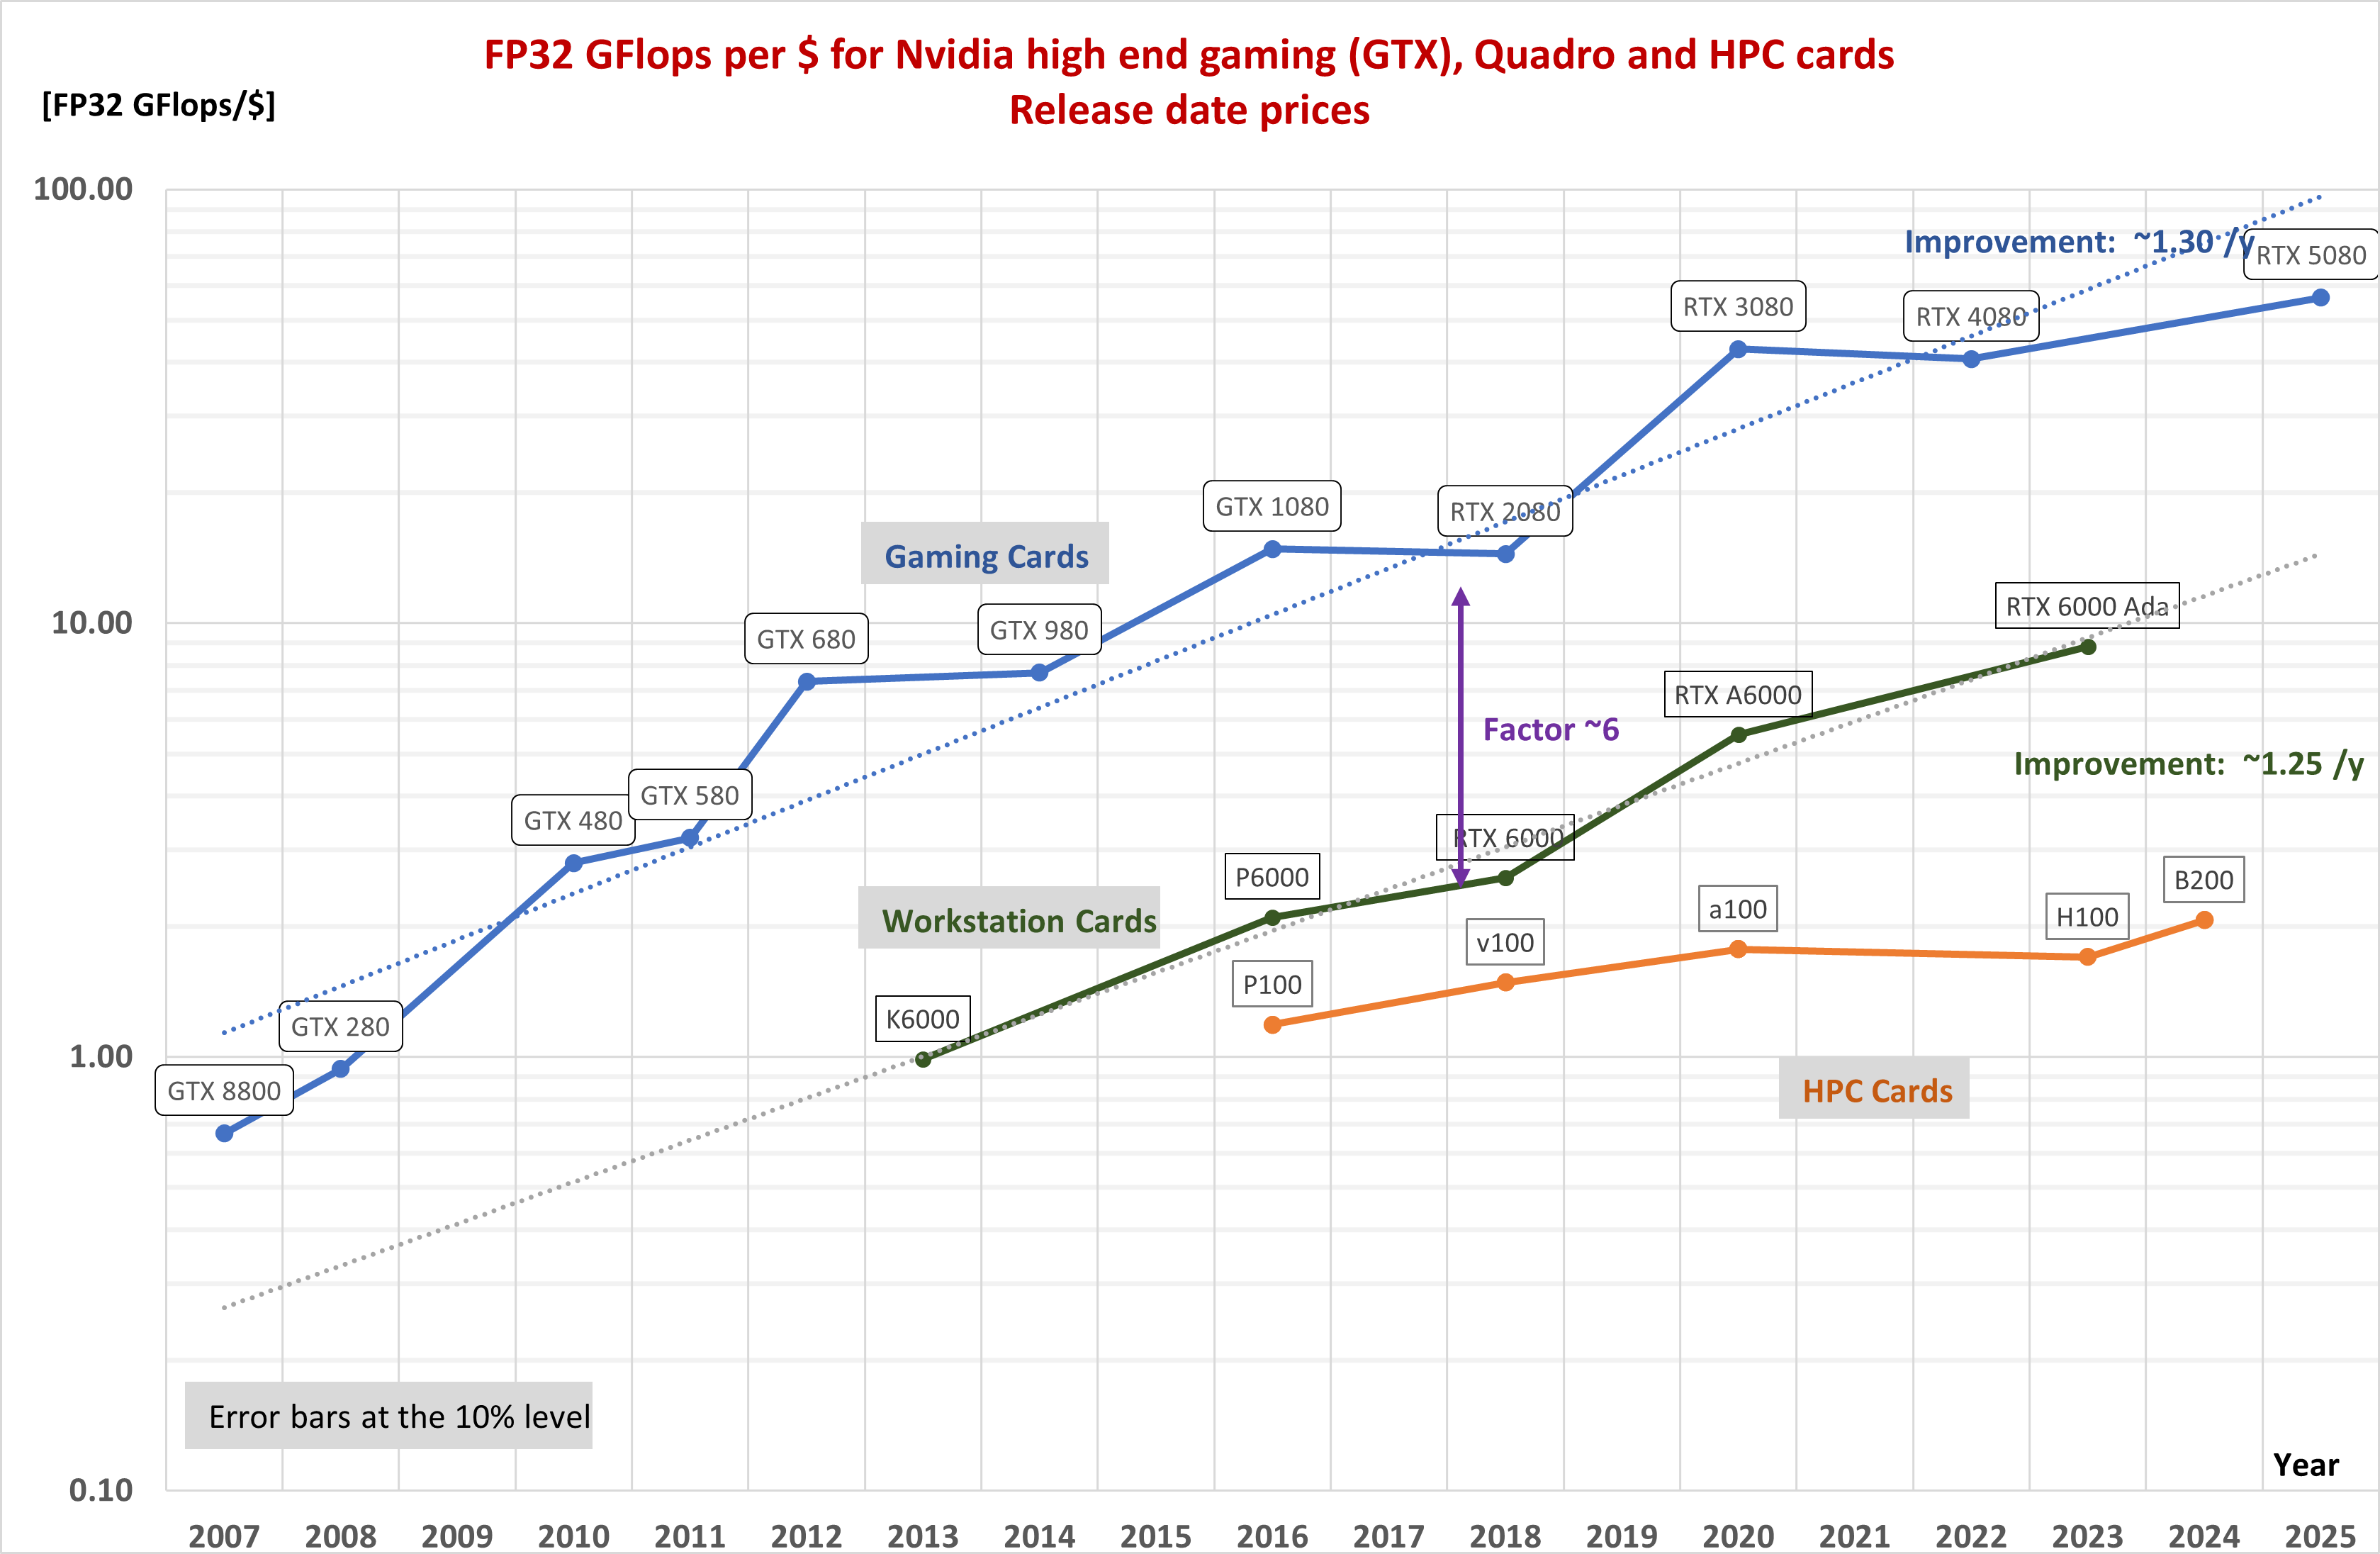 FP32 GFlops per $ for Nvidia high end gaming (GTX), Quadro and HPC cards
Release date prices
[FP32 GFlops/$]
100.00
10.00
1.00
0.10
Improvement:  ~1.30 /y
RTX 5080
RTX 3080
RTX 4080
GTX 1080
RTX 2080
Gaming Cards
GTX 680
GTX 980
RTX 6000 Ada
RTX A6000
Factor ~6
Improvement:  ~1.25 /y
GTX 480
GTX 580
RTX 6000
P6000
B200
Workstation Cards
v100
a100
H100
P100
GTX 280
K6000
GTX 8800
HPC Cards
Error bars at the 10% level
Year
2007 2008 2009 2010 2011 2012 2013 2014 2015 2016 2017 2018 2019 2020 2021 2022 2023 2024 2025